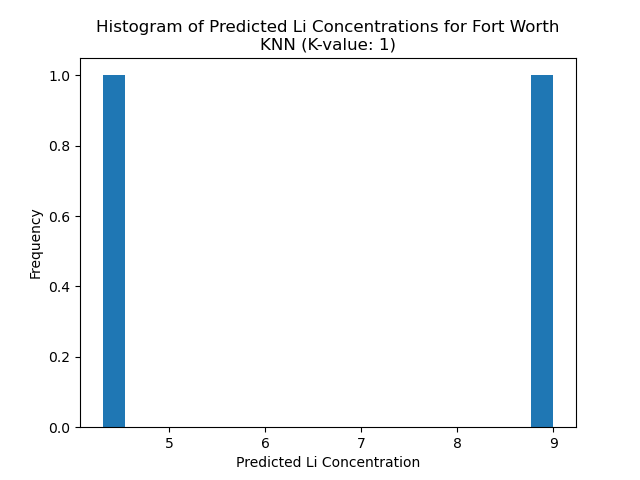 Histogram of Predicted Li Concentrations for Fort Worth
KNN (K-value: 1)
1.0
0.8
0.6
0.4
0.2
0.0
Frequency
5 6 7 8 9
Predicted Li Concentration